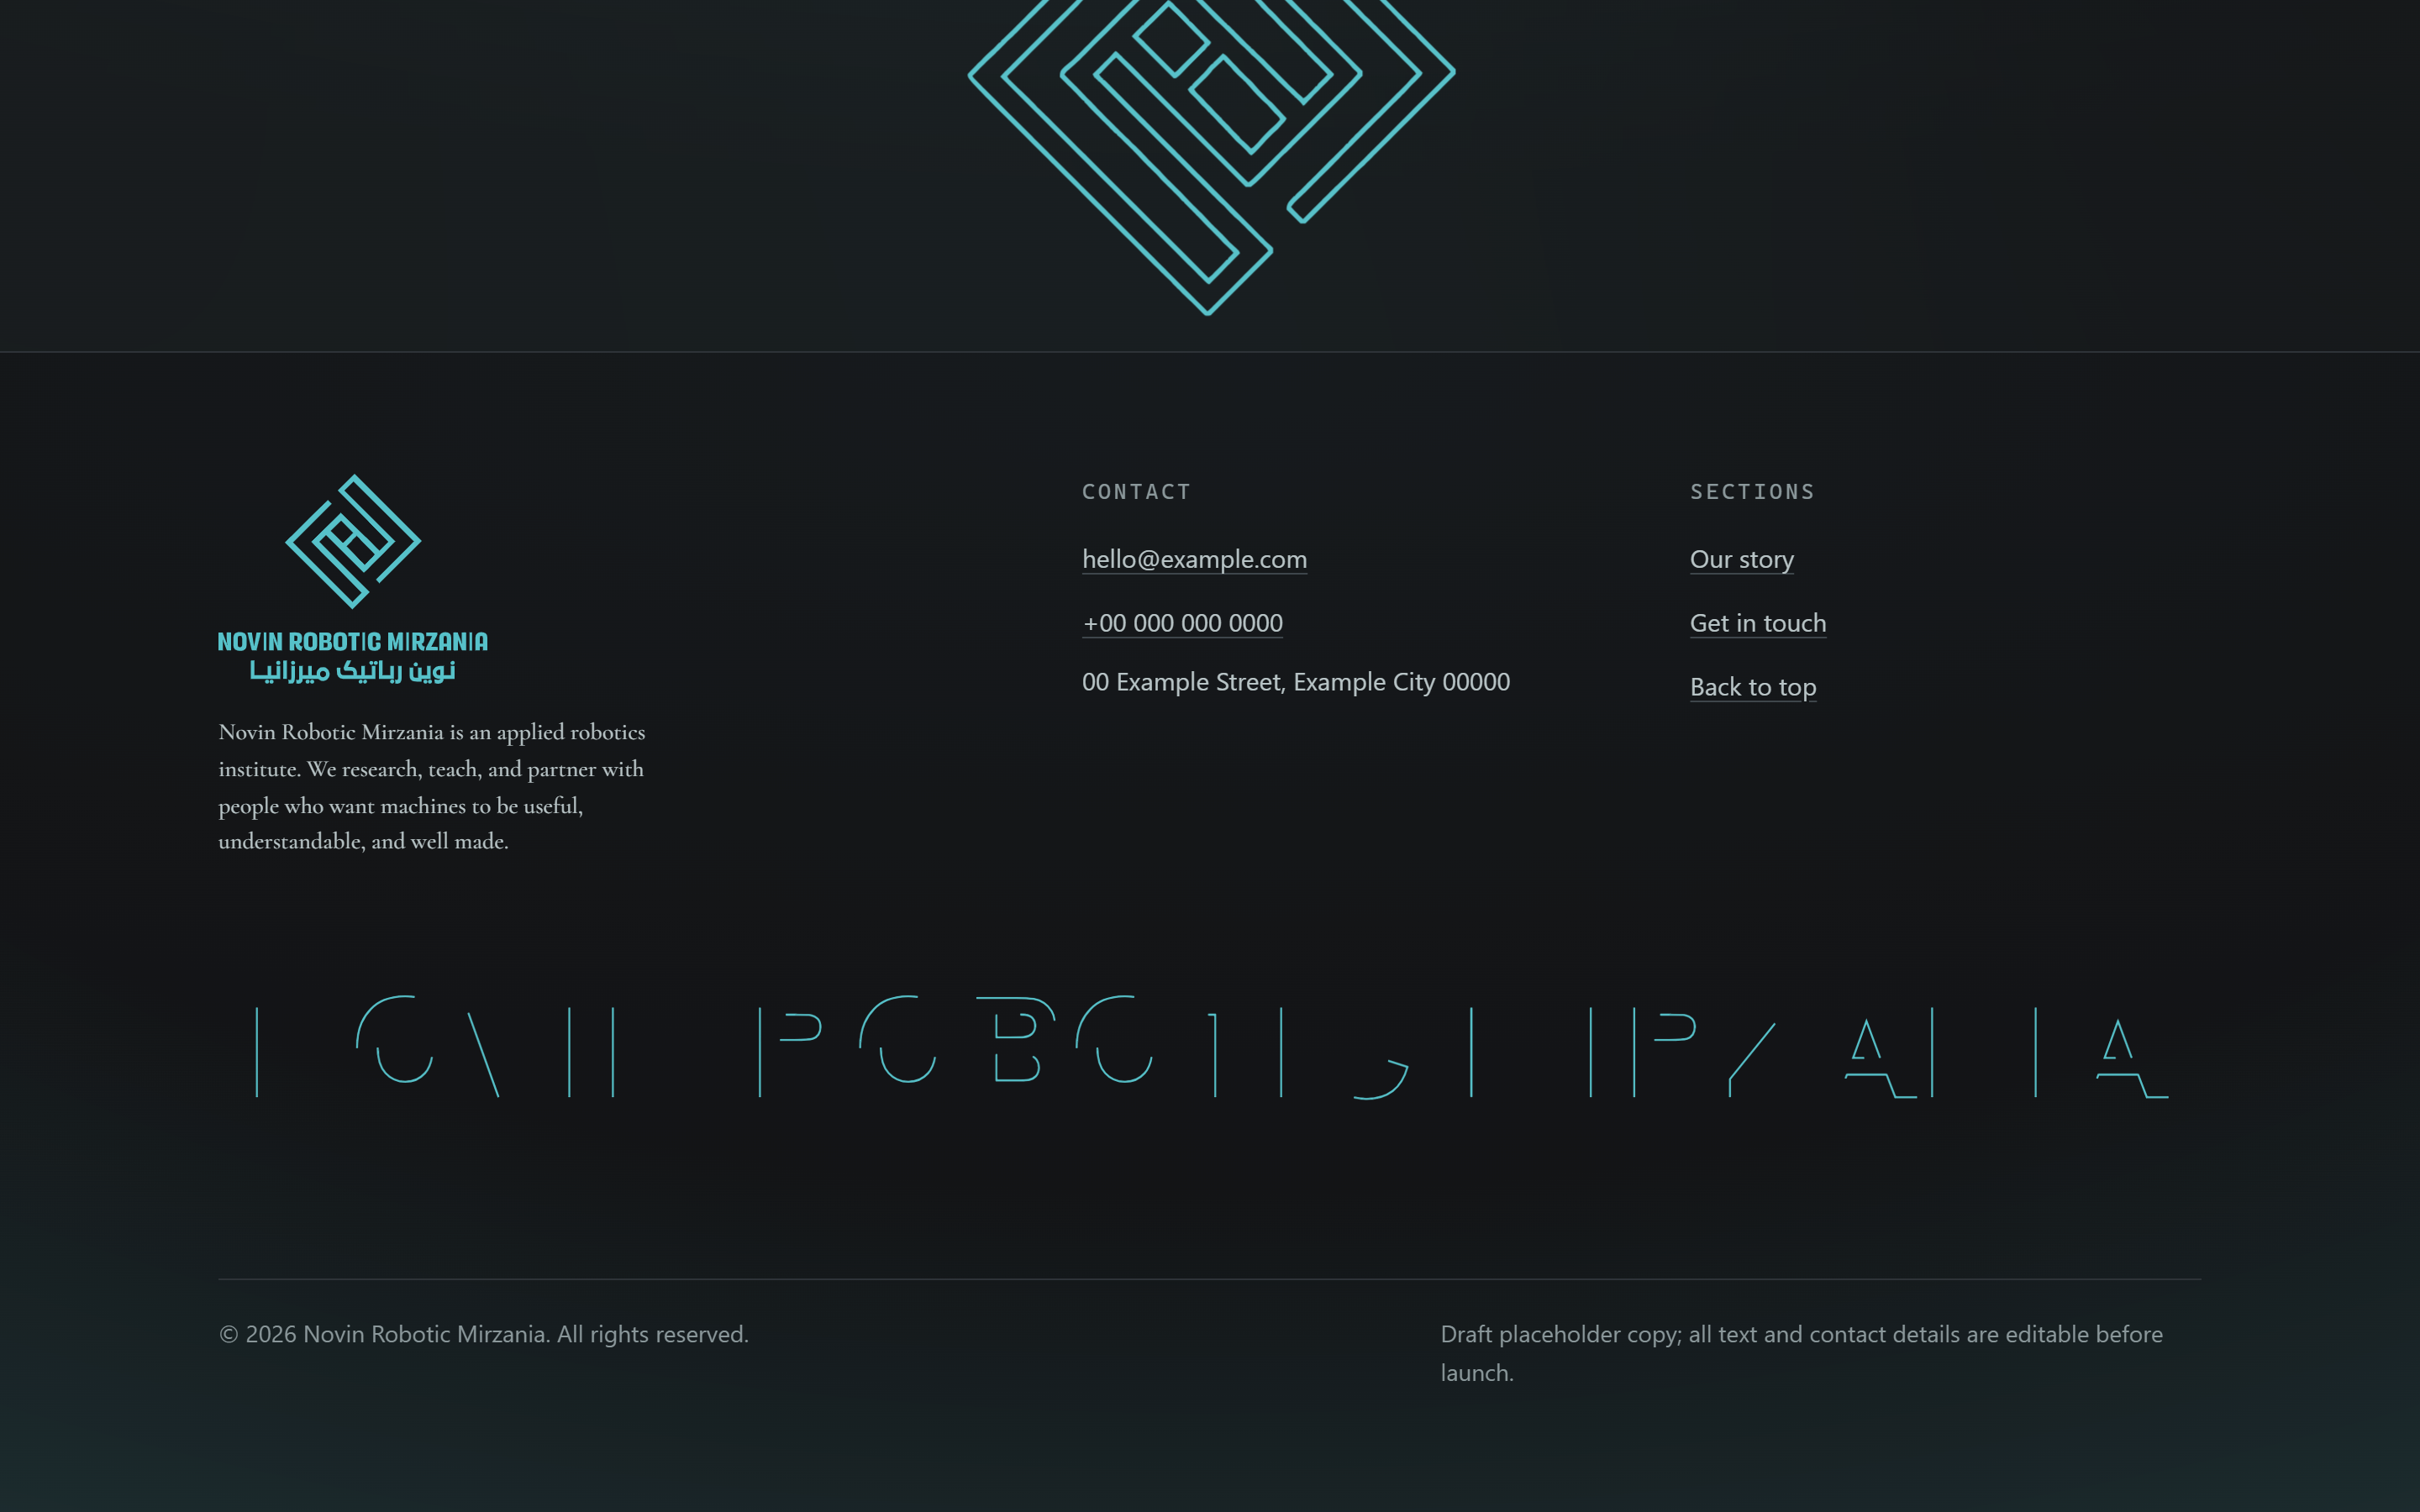 NOVIN ROBOTIC MIRZANIA
نوین رباتیک میرزانیا
Novin Robotic Mirzania is an applied robotics
institute. We research, teach, and partner with
people who want machines to be useful,
understandable, and well made.
CONTACT
hello@example.com
+00 000 000 0000
00 Example Street, Example City 00000
SECTIONS
Our story
Get in touch
Back to top
NOVIN ROBOTIC MIRZANIA
© 2026 Novin Robotic Mirzania. All rights reserved.
Draft placeholder copy; all text and contact details are editable before
launch.